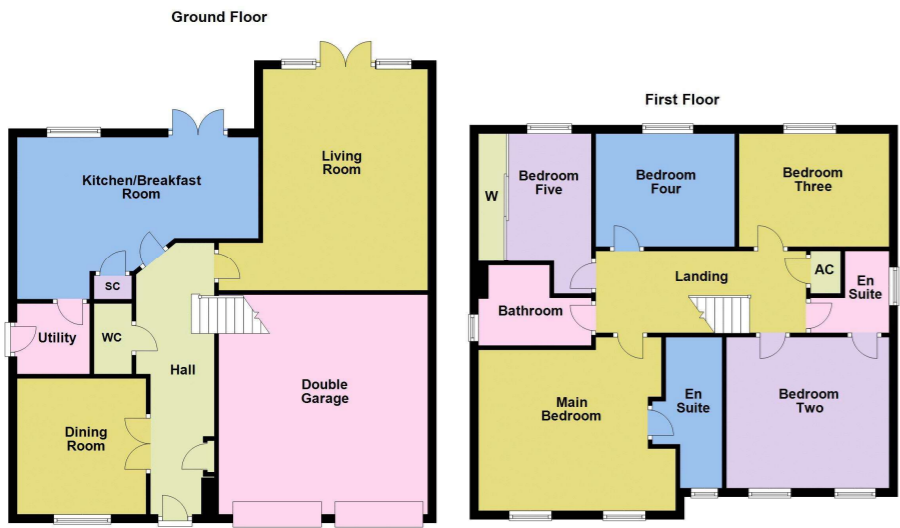 Ground Floor
Kitchen/Breakfast
Room
Living
Room
SC
Utility
WC
Hall
Double
Garage
Dining
Room
First Floor
W
Bedroom
Five
Bedroom
Four
Bedroom
Three
Landing
AC
En
Suite
Bathroom
Main
Bedroom
En
Suite
Bedroom
Two